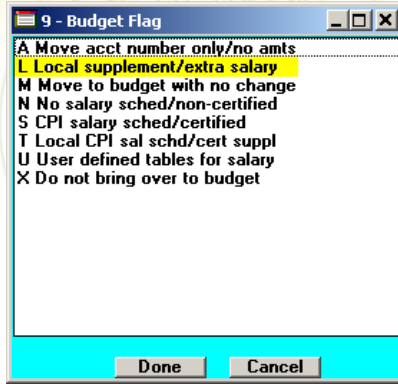 9 - Budget Flag
A Move acct number only/no amts
L Local supplement/extra salary
M Move to budget with no change
N No salary sched/non-certified
S CPI salary sched/certified
T Local CPI sal schd/cert suppl
U User defined tables for salary
X Do not bring over to budget
Done Cancel